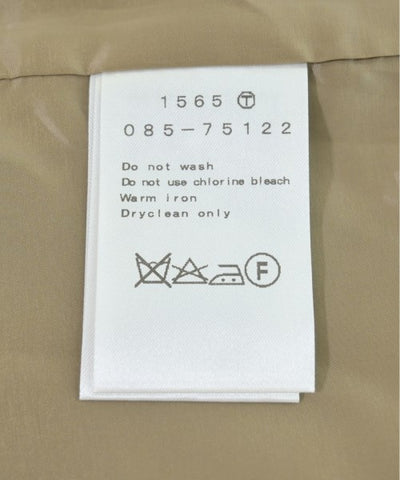 1565 Ⓣ
085-75122
Do not wash
Do not use chlorine bleach
Warm iron
Dryclean only
F